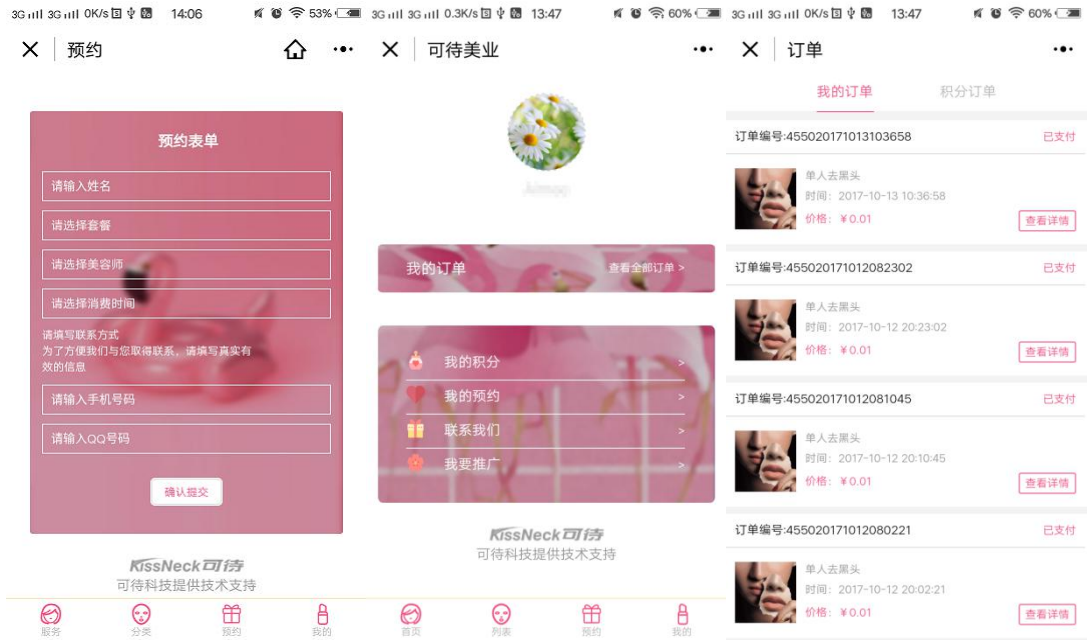 3G 3G 0K/s 14:06 53%
预约
预约表单
请输入姓名
请选择套餐
请选择美容师
请选择消费时间
请填写联系方式
为了方便我们与您取得联系，请填写真实有
效的信息
请输入手机号码
请输入QQ号码
确认提交
KissNeck可待
可待科技提供技术支持
服务 分类 预约 我的
3G 3G 0.3K/s 13:47 60%
可待美业
我的订单 查看全部订单 >
我的积分 >
我的预约 >
联系我们 >
我要推广 >
KissNeck可待
可待科技提供技术支持
首页 列表 预约 我的
3G 3G 0K/s 13:47 60%
订单
我的订单 积分订单
订单编号:455020171013103658 已支付
单人去黑头
时间：2017-10-13 10:36:58
价格：￥0.01 查看详情
订单编号:455020171012082302 已支付
单人去黑头
时间：2017-10-12 20:23:02
价格：￥0.01 查看详情
订单编号:455020171012081045 已支付
单人去黑头
时间：2017-10-12 20:10:45
价格：￥0.01 查看详情
订单编号:455020171012080221 已支付
单人去黑头
时间：2017-10-12 20:02:21
价格：￥0.01 查看详情